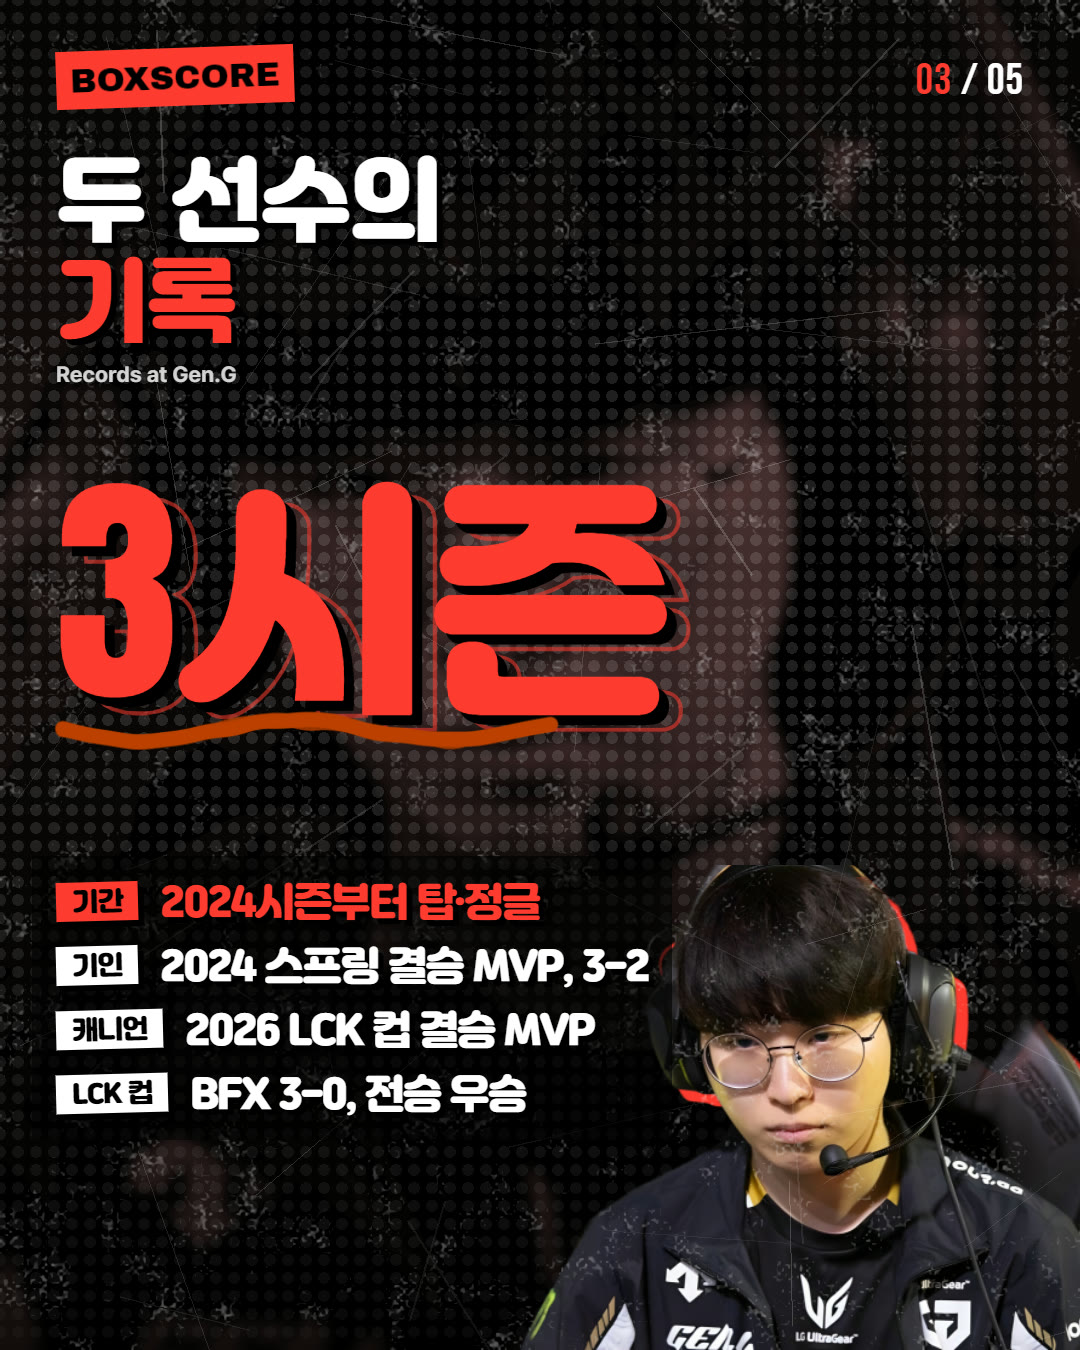 BOXSCORE
03 / 05
두 선수의
기록
Records at Gen.G
3시즌
기간 2024시즌부터 탑·정글
기인 2024 스프링 결승 MVP, 3-2
캐니언 2026 LCK 컵 결승 MVP
LCK 컵 BFX 3-0, 전승 우승
UltraGear
LG UltraGear